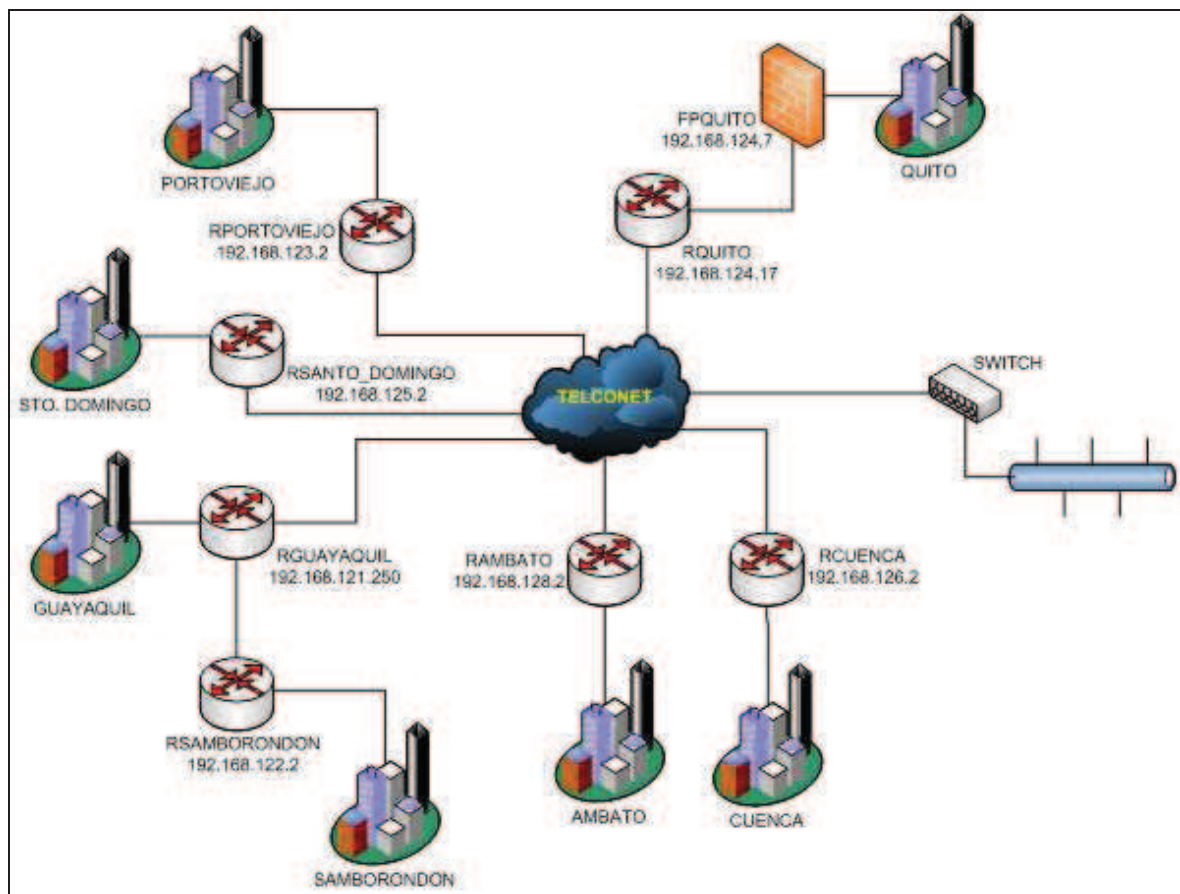 PORTOVIEJO
RPORTOVIEJO
192.168.123.2
FPQUITO
192.168.124.7
QUITO
RQUITO
192.168.124.17
STO. DOMINGO
RSANTO_DOMINGO
192.168.125.2
TELCONET
SWITCH
GUAYAQUIL
RGUAYAQUIL
192.168.121.250
RAMBATO
192.168.128.2
RCUENCA
192.168.126.2
RSAMBORONDON
192.168.122.2
SAMBORONDON
AMBATO
CUENCA